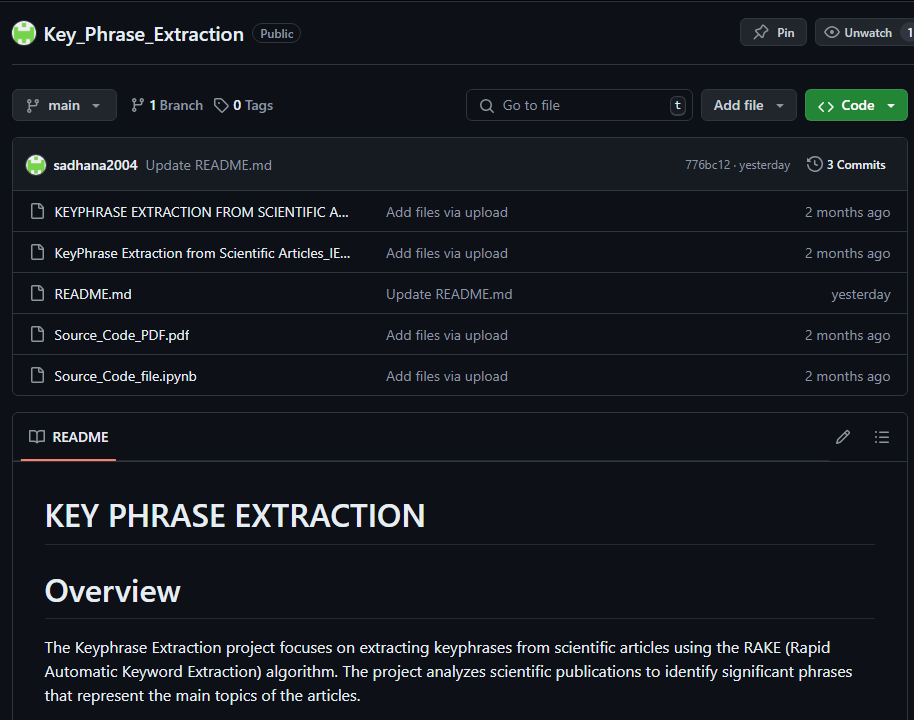 Key_Phrase_Extraction Public Pin Unwatch 1
main 1 Branch 0 Tags Go to file t Add file Code
sadhana2004 Update README.md 776bc12 · yesterday 3 Commits
KEYPHRASE EXTRACTION FROM SCIENTIFIC A... Add files via upload 2 months ago
KeyPhrase Extraction from Scientific Articles_IE... Add files via upload 2 months ago
README.md Update README.md yesterday
Source_Code_PDF.pdf Add files via upload 2 months ago
Source_Code_file.ipynb Add files via upload 2 months ago
README
KEY PHRASE EXTRACTION
Overview
The Keyphrase Extraction project focuses on extracting keyphrases from scientific articles using the RAKE (Rapid
Automatic Keyword Extraction) algorithm. The project analyzes scientific publications to identify significant phrases
that represent the main topics of the articles.